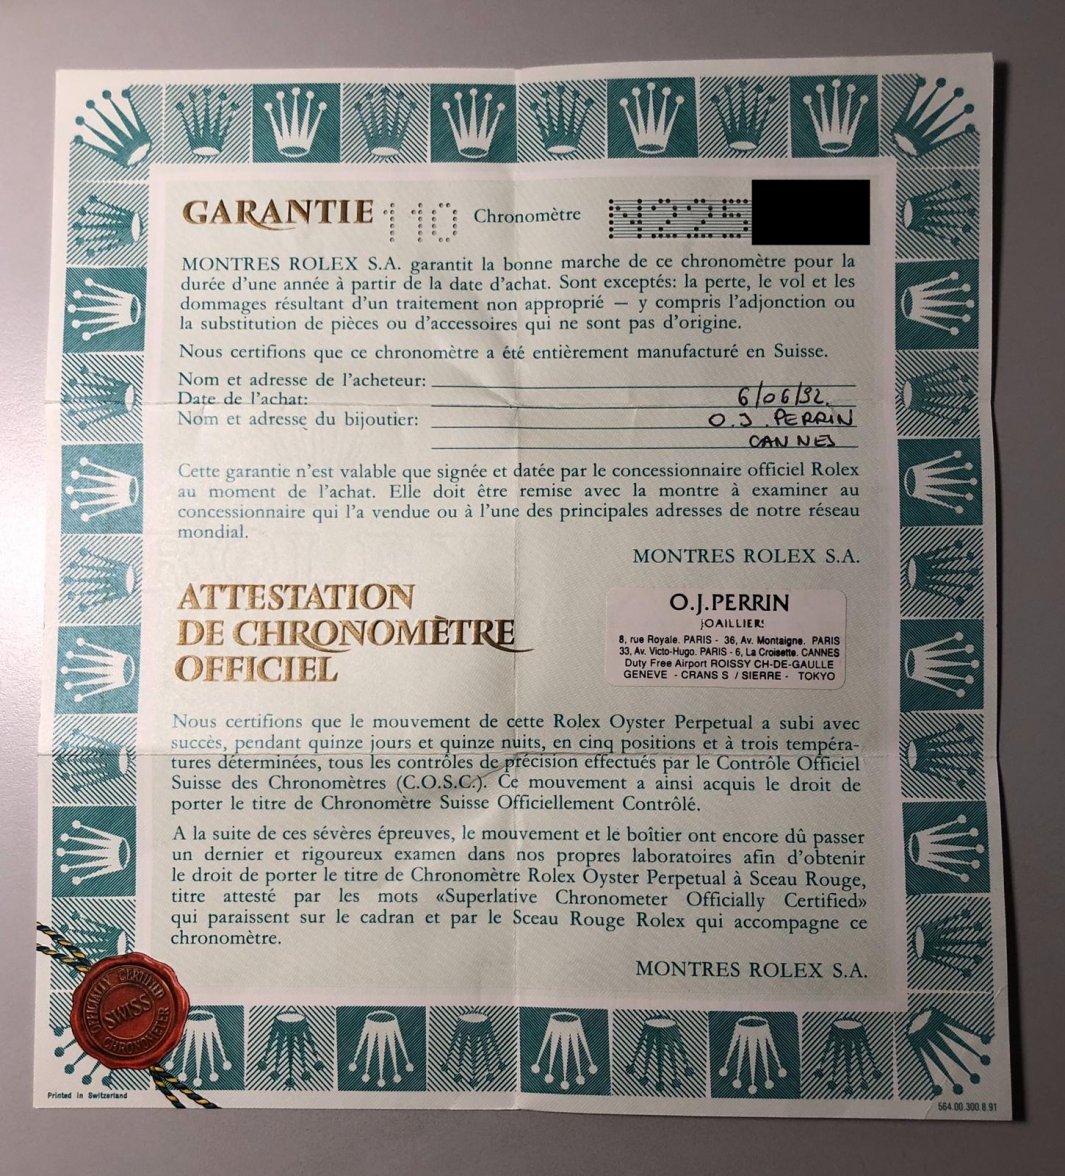 GARANTIE 110 Chronomètre N225
MONTRES ROLEX S.A. garantit la bonne marche de ce chronomètre pour la
durée d'une année à partir de la date d'achat. Sont exceptés: la perte, le vol et les
dommages résultant d'un traitement non approprié — y compris l'adjonction ou
la substitution de pièces ou d'accessoires qui ne sont pas d'origine.
Nous certifions que ce chronomètre a été entièrement manufacturé en Suisse.
Nom et adresse de l'acheteur:
Date de l'achat: 6/06/92.
Nom et adresse du bijoutier: O.J. PERRIN
CANNES
Cette garantie n'est valable que signée et datée par le concessionnaire officiel Rolex
au moment de l'achat. Elle doit être remise avec la montre à examiner au
concessionnaire qui l'a vendue ou à l'une des principales adresses de notre réseau
mondial.
MONTRES ROLEX S.A.
ATTESTATION
DE CHRONOMÈTRE
OFFICIEL
O.J.PERRIN
JOAILLIER
8, rue Royale. PARIS - 36, Av. Montaigne. PARIS
33, Av. Victo-Hugo. PARIS - 6, La Croisette. CANNES
Duty Free Airport ROISSY CH-DE-GAULLE
GENEVE - CRANS S / SIERRE - TOKYO
Nous certifions que le mouvement de cette Rolex Oyster Perpetual a subi avec
succès, pendant quinze jours et quinze nuits, en cinq positions et à trois tempéra-
tures déterminées, tous les contrôles de précision effectués par le Contrôle Officiel
Suisse des Chronomètres (C.O.S.C.). Ce mouvement a ainsi acquis le droit de
porter le titre de Chronomètre Suisse Officiellement Contrôlé.
A la suite de ces sévères épreuves, le mouvement et le boîtier ont encore dû passer
un dernier et rigoureux examen dans nos propres laboratoires afin d'obtenir
le droit de porter le titre de Chronomètre Rolex Oyster Perpetual à Sceau Rouge,
titre attesté par les mots «Superlative Chronometer Officially Certified»
qui paraissent sur le cadran et par le Sceau Rouge Rolex qui accompagne ce
chronomètre.
MONTRES ROLEX S.A.
OFFICIALLY CERTIFIED
SWISS
CHRONOMETER
Printed in Switzerland
564.00.300.8.91